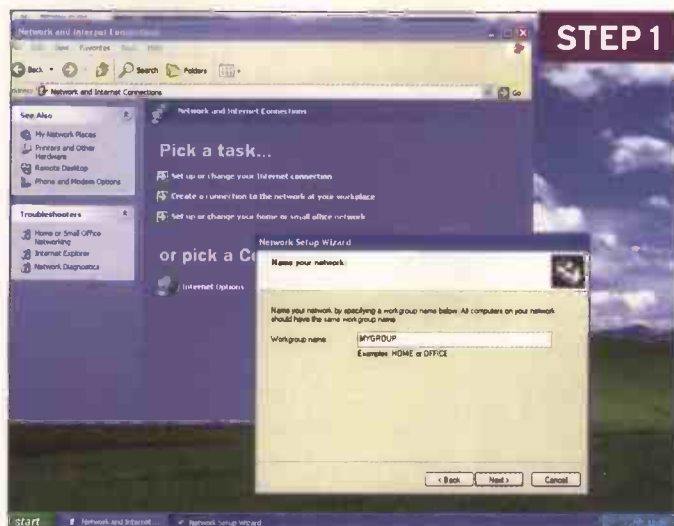 STEP 1
Network and Internet
View Favorites
Back Search Folders
Network and Internet Connections Go
See Also
My Network Places
Printers and Other
Hardware
Remote Desktop
Phone and Modem Options
Troubleshooters
Home or Small Office
Networking
Internet Explorer
Network Diagnostics
Network and Internet Connections
Pick a task...
Set up or change your Internet connection
Create a connection to the network at your workplace
Set up or change your home or small office network
or pick a Co
Internet Options
Network Setup Wizard
Name your network.
Name your network by specifying a workgroup name below. All computers on your network
should have the same workgroup name
Workgroup name: MYGROUP
Examples: HOME or OFFICE
< Back Next > Cancel
start Network and Internet... Network Setup Wizard